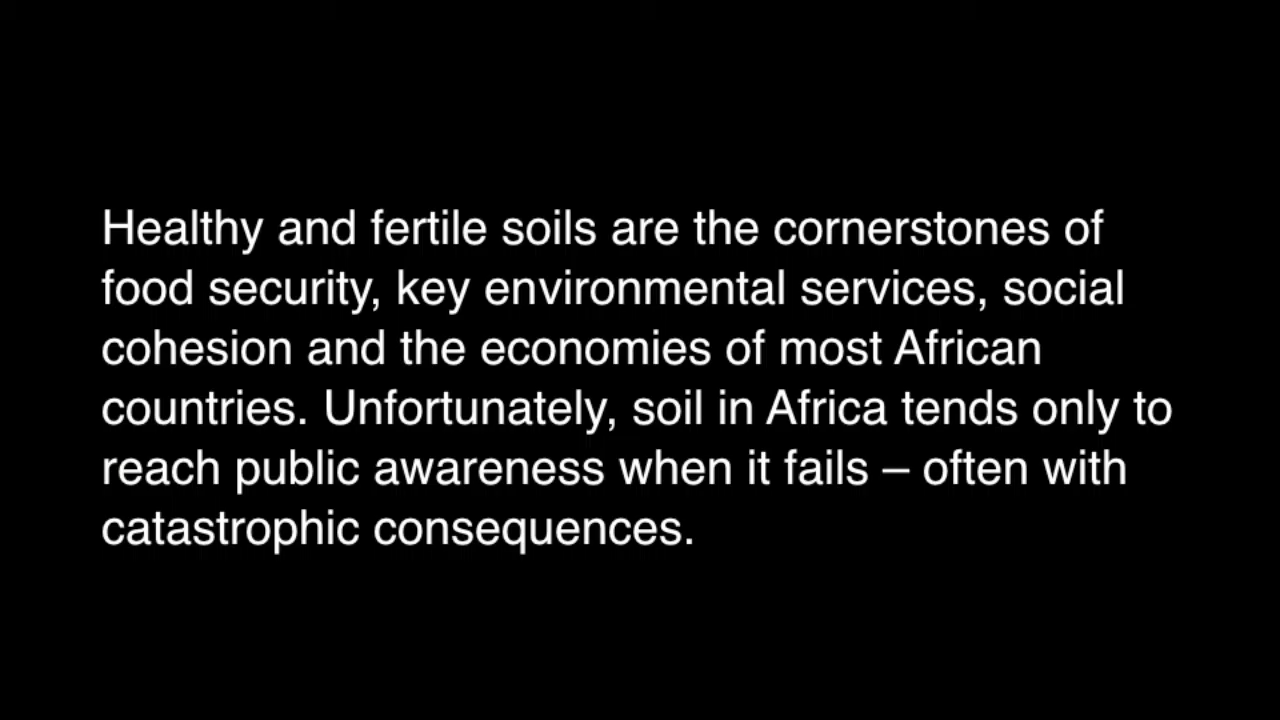 Healthy and fertile soils are the cornerstones of
food security, key environmental services, social
cohesion and the economies of most African
countries. Unfortunately, soil in Africa tends only to
reach public awareness when it fails – often with
catastrophic consequences.